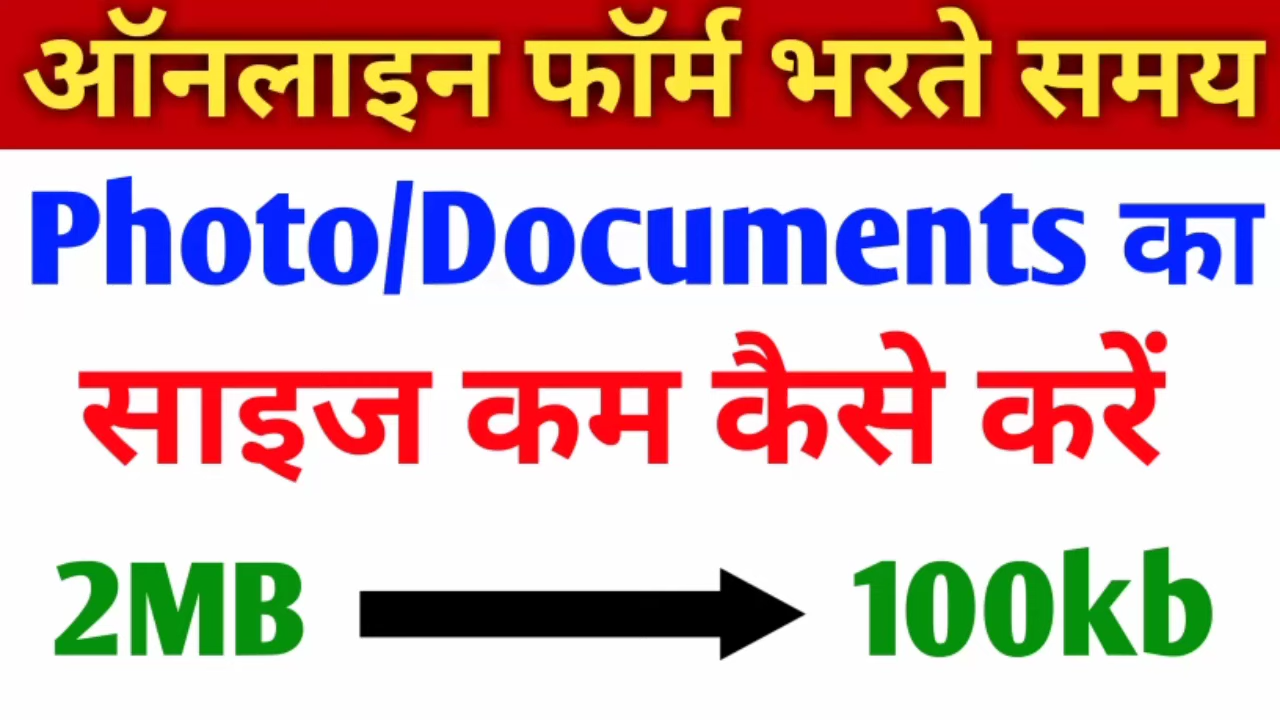 ऑनलाइन फॉर्म भरते समय
Photo/Documents का
साइज कम कैसे करें
2MB 100kb